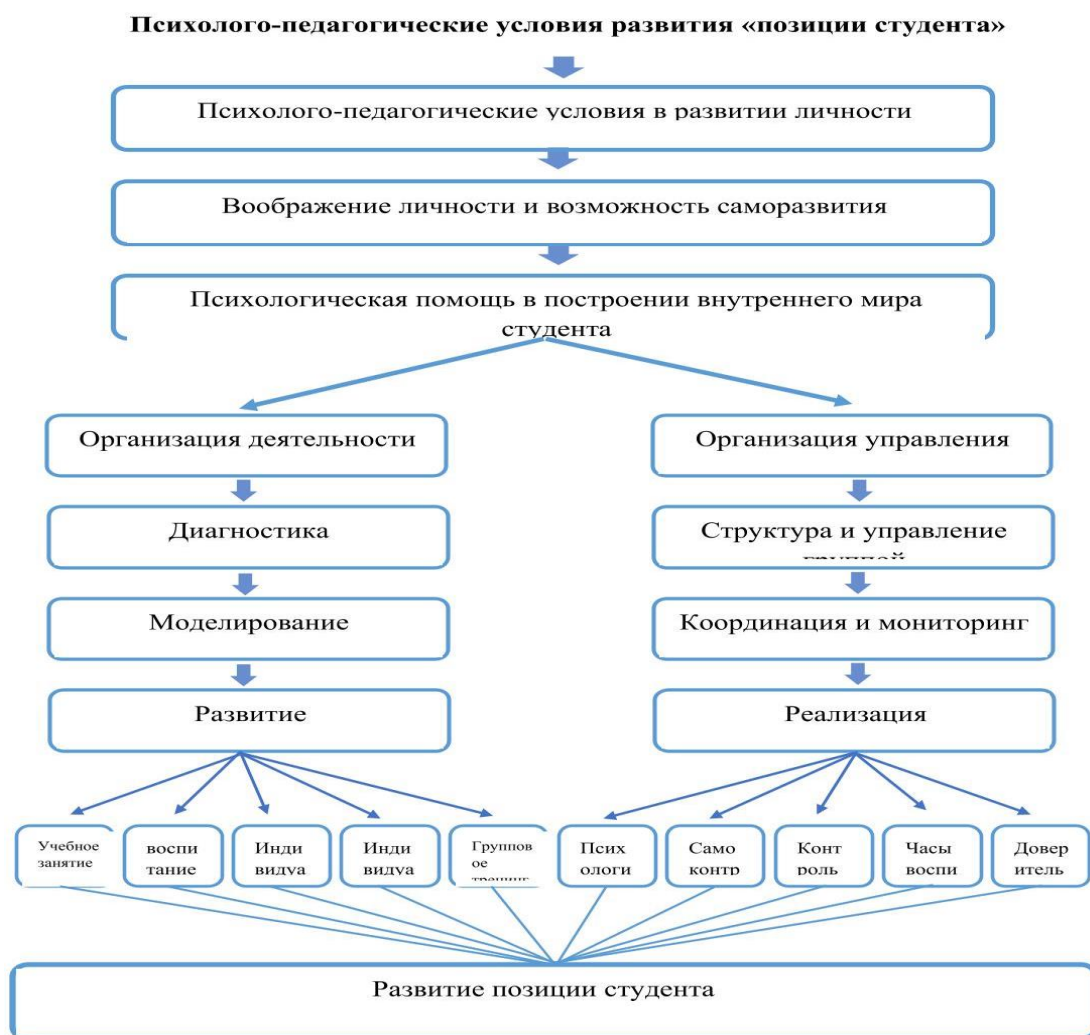 Психолого-педагогические условия развития «позиции студента»
Психолого-педагогические условия в развитии личности
Воображение личности и возможность саморазвития
Психологическая помощь в построении внутреннего мира
студента
Организация деятельности
Организация управления
Диагностика
Структура и управление
группой
Моделирование
Координация и мониторинг
Развитие
Реализация
Учебное
занятие
воспи
тание
Инди
видуа
Инди
видуа
Группов
ое
тренинг
Псих
ологи
Само
контр
Конт
роль
Часы
воспи
Довер
итель
Развитие позиции студента